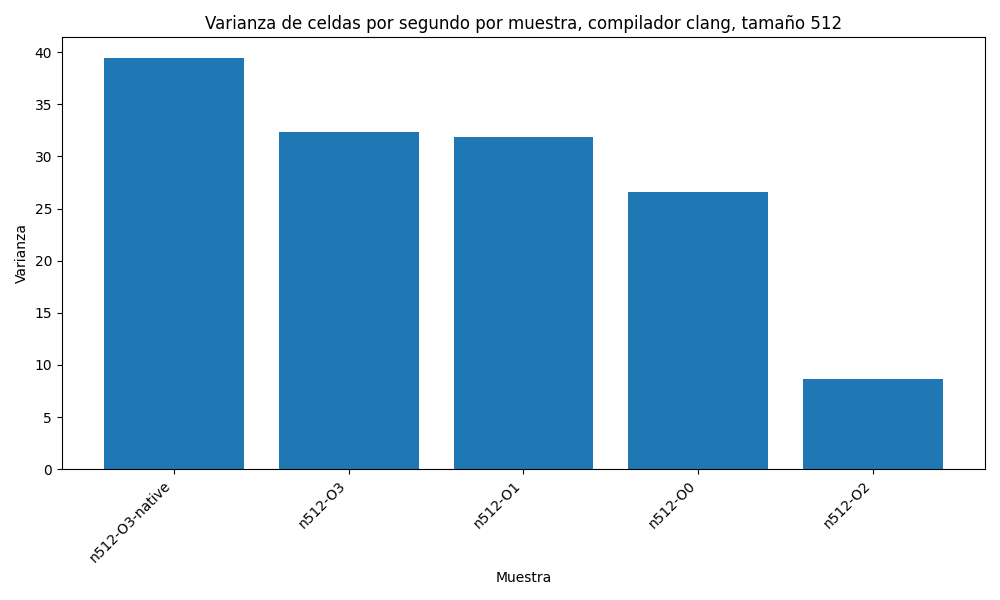 Varianza de celdas por segundo por muestra, compilador clang, tamaño 512
Varianza
40
35
30
25
20
15
10
5
0
n512-O3-native
n512-O3
n512-O1
n512-O0
n512-O2
Muestra